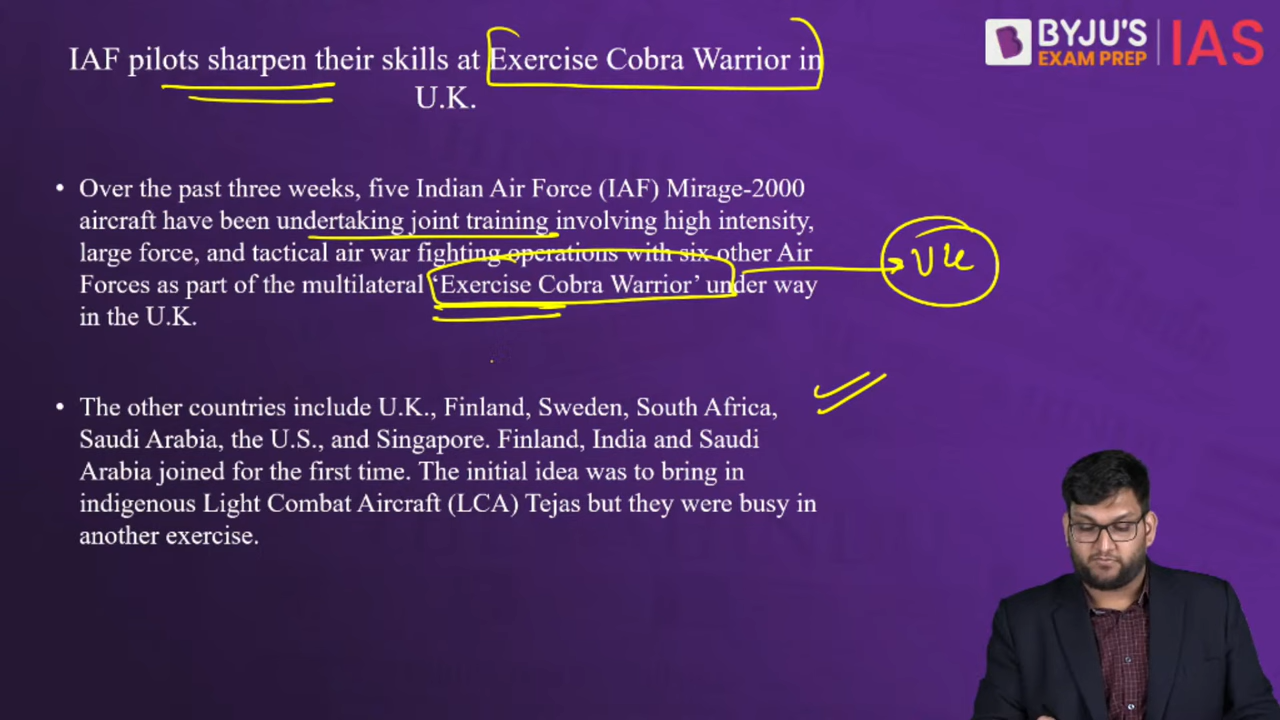 IAF pilots sharpen their skills at Exercise Cobra Warrior in
U.K.
BYJU'S
EXAM PREP
IAS
• Over the past three weeks, five Indian Air Force (IAF) Mirage-2000
aircraft have been undertaking joint training involving high intensity,
large force, and tactical air war fighting operations with six other Air
Forces as part of the multilateral ‘Exercise Cobra Warrior’ under way
in the U.K.
UK
• The other countries include U.K., Finland, Sweden, South Africa,
Saudi Arabia, the U.S., and Singapore. Finland, India and Saudi
Arabia joined for the first time. The initial idea was to bring in
indigenous Light Combat Aircraft (LCA) Tejas but they were busy in
another exercise.